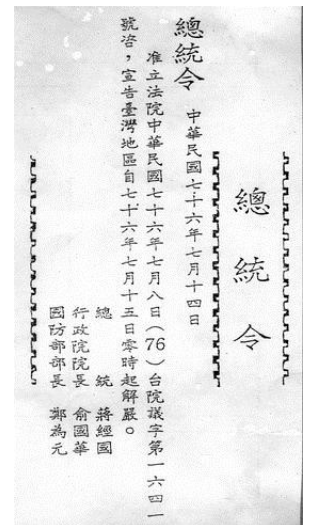 總統令
總統令
中華民國七十六年七月十四日
准立法院中華民國七十六年七月八日（76）台院議字第一六四一
號咨，宣告臺灣地區自七十六年七月十五日零時起解嚴。
總　　統　蔣經國
行政院院長　俞國華
國防部部長　鄭為元